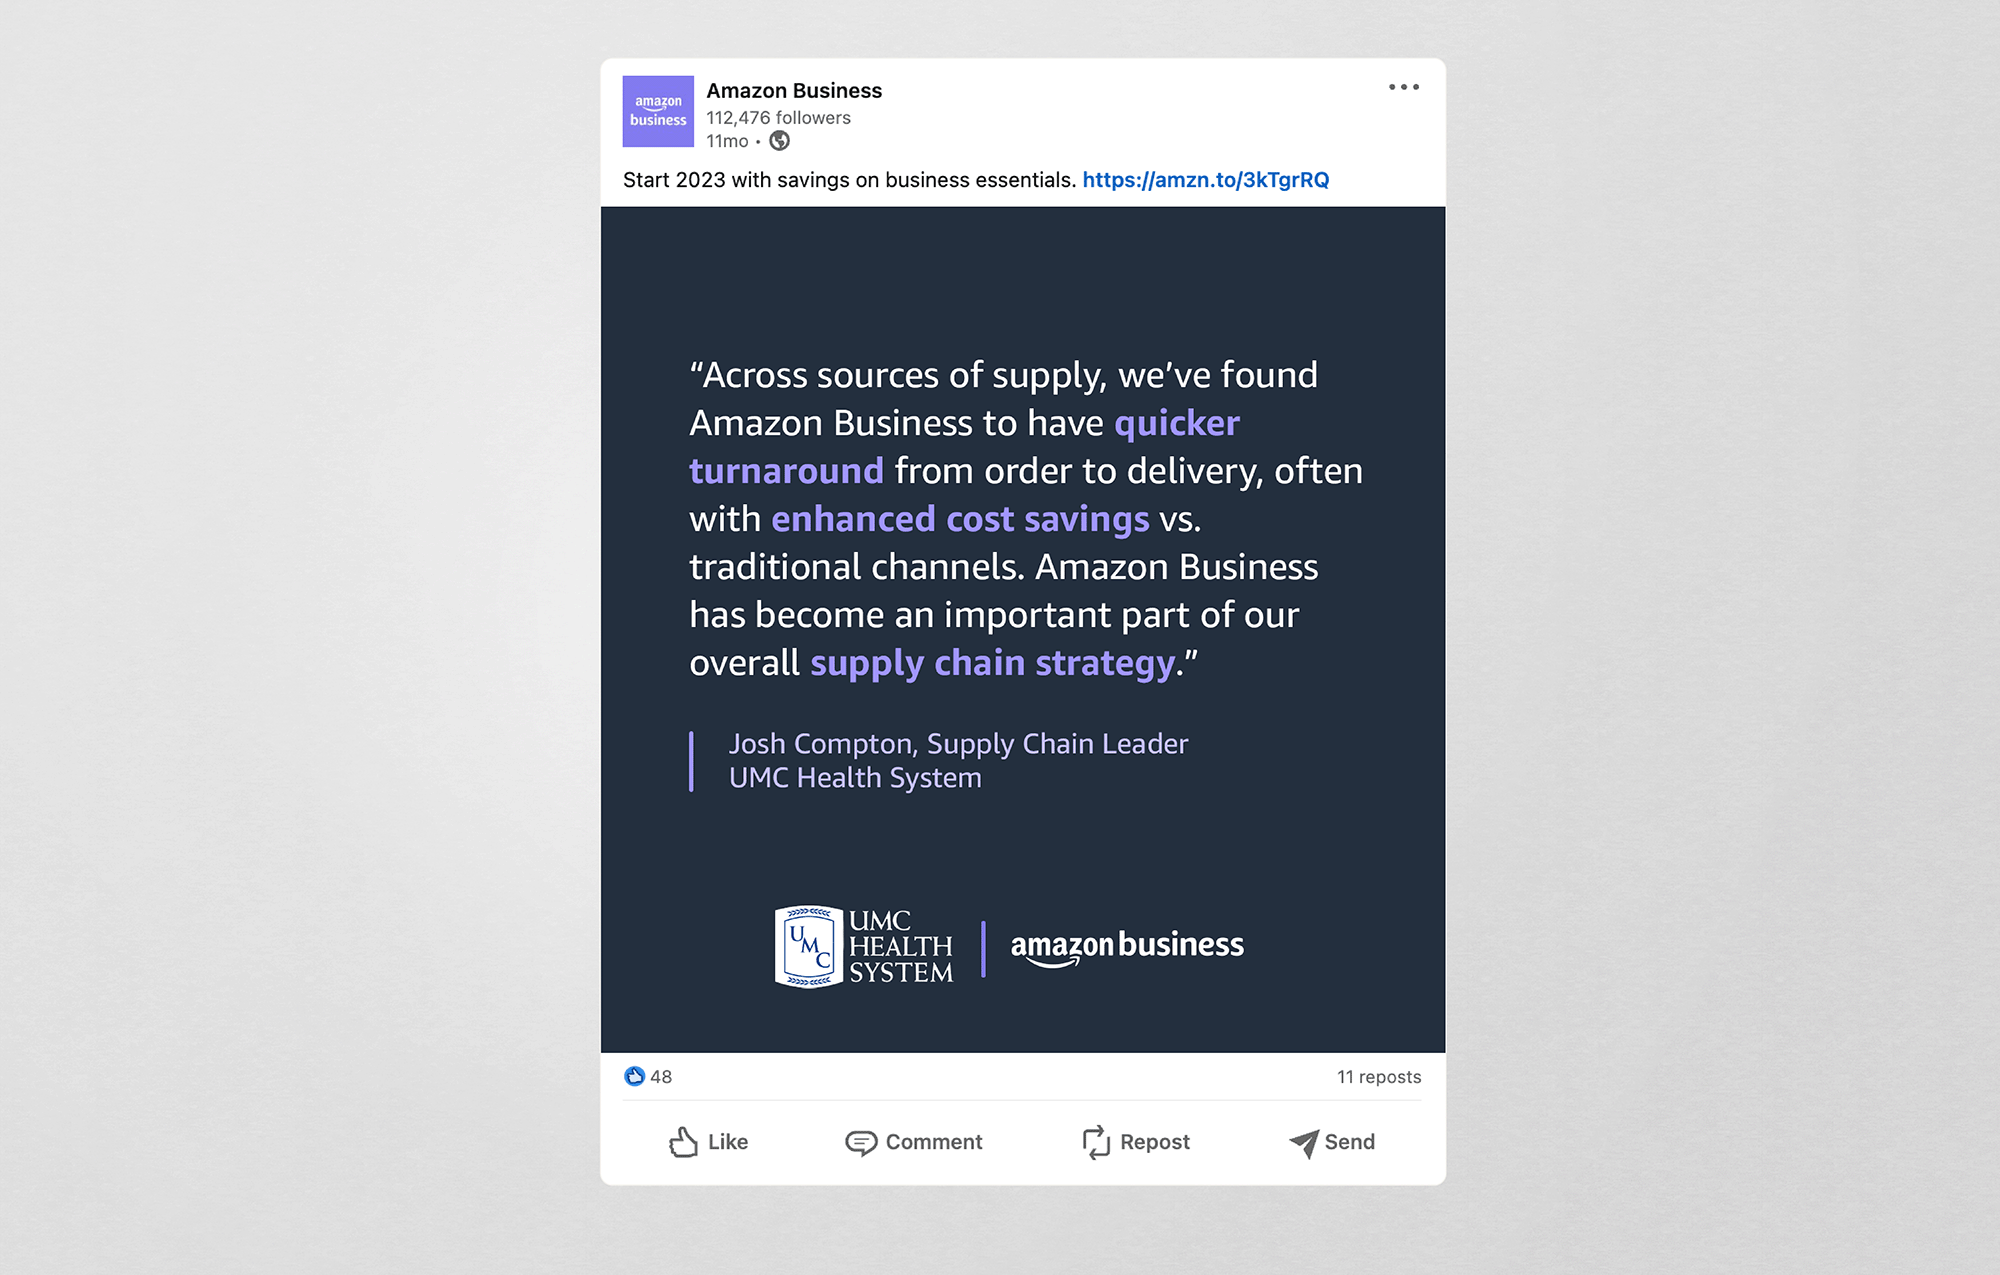 amazon
business
Amazon Business
112,476 followers
11mo •
Start 2023 with savings on business essentials. https://amzn.to/3kTgrRQ
“Across sources of supply, we’ve found
Amazon Business to have quicker
turnaround from order to delivery, often
with enhanced cost savings vs.
traditional channels. Amazon Business
has become an important part of our
overall supply chain strategy.”
Josh Compton, Supply Chain Leader
UMC Health System
UMC
UMC
HEALTH
SYSTEM
amazon business
48
11 reposts
Like
Comment
Repost
Send